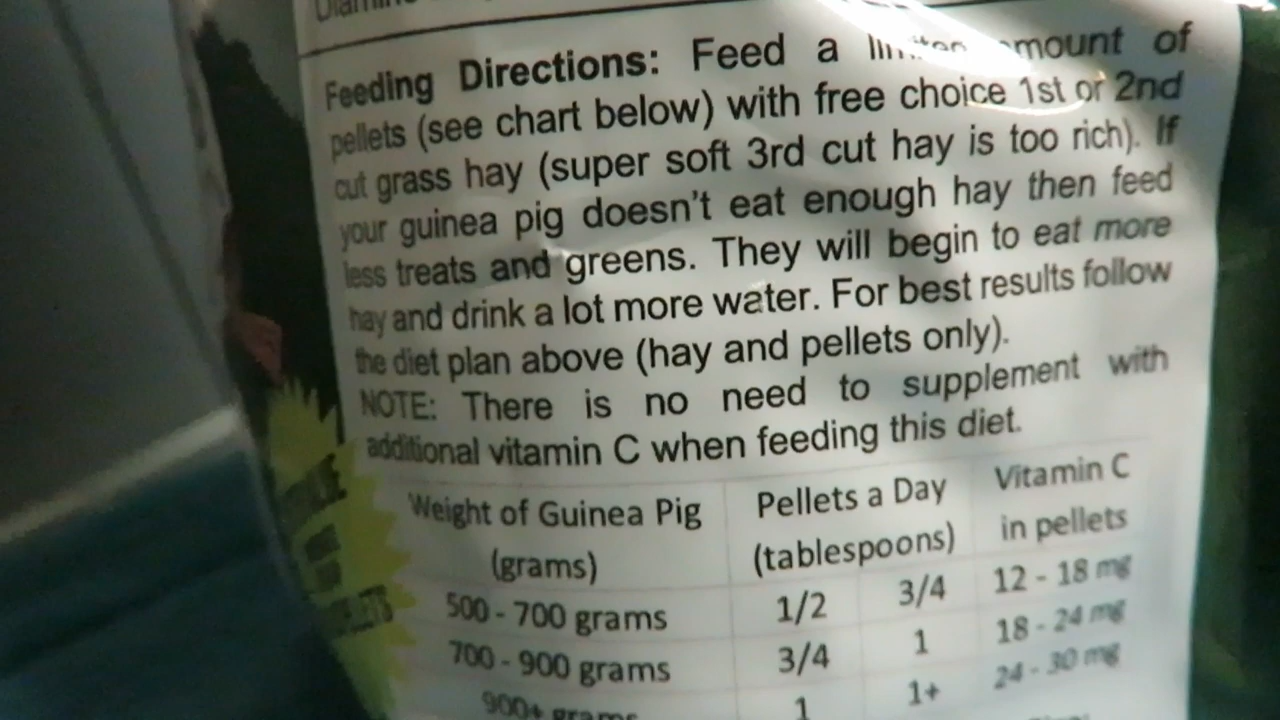 Feeding Directions: Feed a limited amount of
pellets (see chart below) with free choice 1st or 2nd
cut grass hay (super soft 3rd cut hay is too rich). If
your guinea pig doesn't eat enough hay then feed
less treats and greens. They will begin to eat more
hay and drink a lot more water. For best results follow
the diet plan above (hay and pellets only).
NOTE: There is no need to supplement with
additional vitamin C when feeding this diet.
Weight of Guinea Pig (grams)
Pellets a Day (tablespoons)
Vitamin C in pellets
500 - 700 grams 1/2 3/4 12 - 18 mg
700 - 900 grams 3/4 1 18 - 24 mg
900+ grams 1 1+ 24 - 30 mg